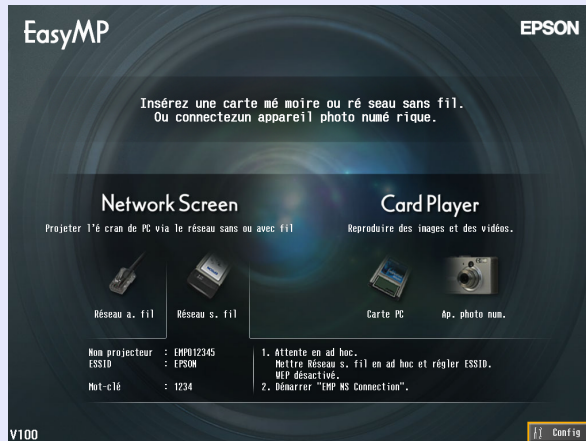 EasyMP
EPSON
Insérez une carte mé moire ou ré seau sans fil.
Ou connectezun appareil photo numé rique.
Network Screen
Projeter l'é cran de PC via le réseau sans ou avec fil
Card Player
Reproduire des images et des vidéos.
Réseau a. fil
Réseau s. fil
Carte PC
Ap. photo num.
Nom projecteur : EMP012345
ESSID : EPSON
Mot-clé : 1234
1. Attente en ad hoc.
Mettre Réseau s. fil en ad hoc et régler ESSID.
WEP désactivé.
2. Démarrer "EMP NS Connection".
V100
Config